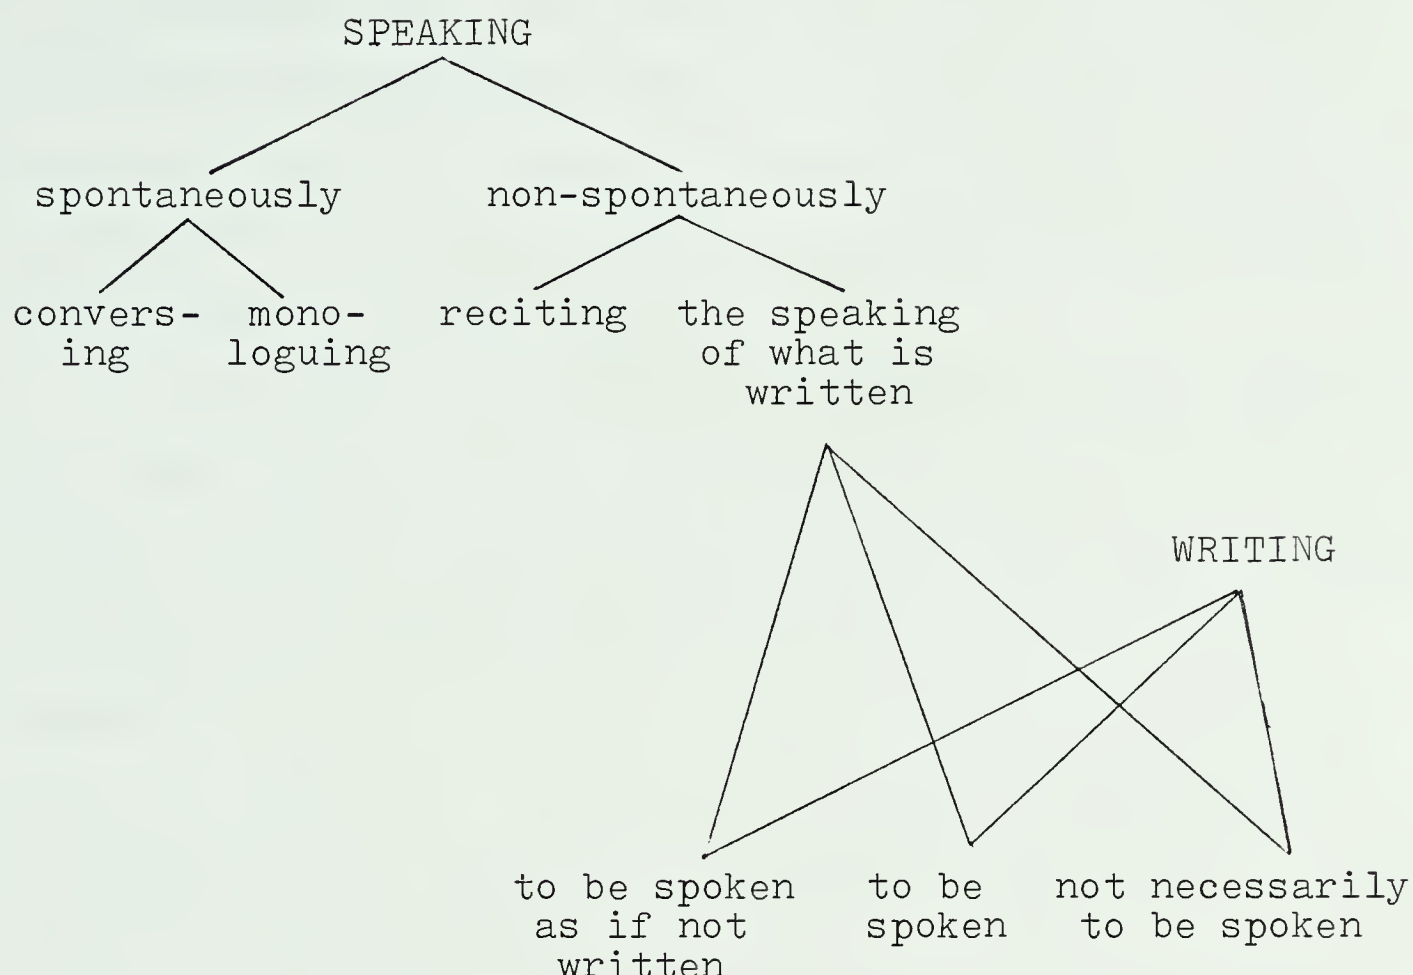 SPEAKING
spontaneously non-spontaneously
convers- mono- reciting the speaking
ing loguing of what is
written
WRITING
to be spoken to be not necessarily
as if not spoken to be spoken
written